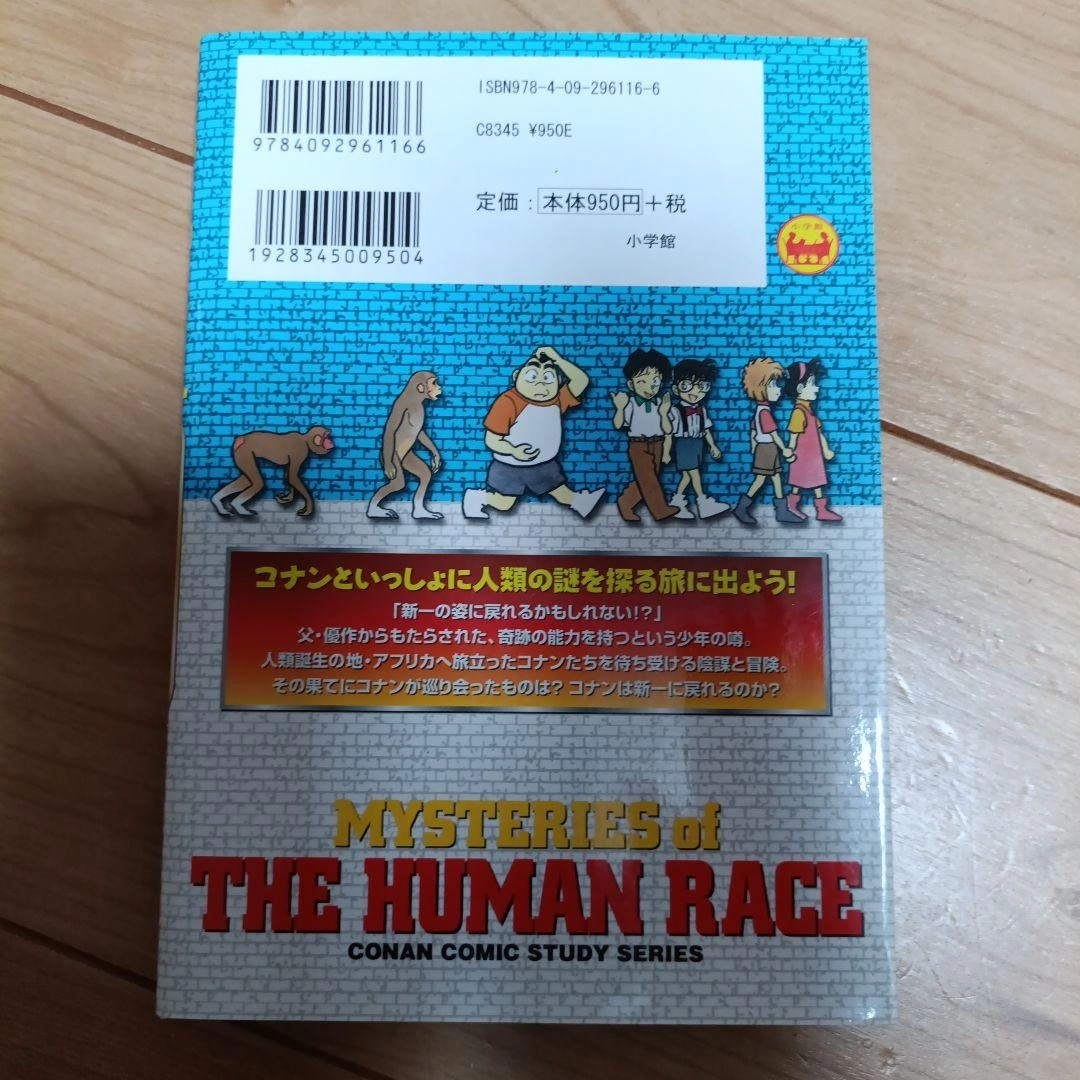 ISBN978-4-09-296116-6
C8345 ¥950E
9784092961166
定価：本体950円＋税
小学館
1928345009504
小学館
コナンといっしょに人類の謎を探る旅に出よう！
「新一の姿に戻れるかもしれない!?」
父・優作からもたらされた、奇跡の能力を持つという少年の噂。
人類誕生の地・アフリカへ旅立ったコナンたちを待ち受ける陰謀と冒険。
その果てにコナンが巡り会ったものは？ コナンは新一に戻れるのか？
MYSTERIES of
THE HUMAN RACE
CONAN COMIC STUDY SERIES